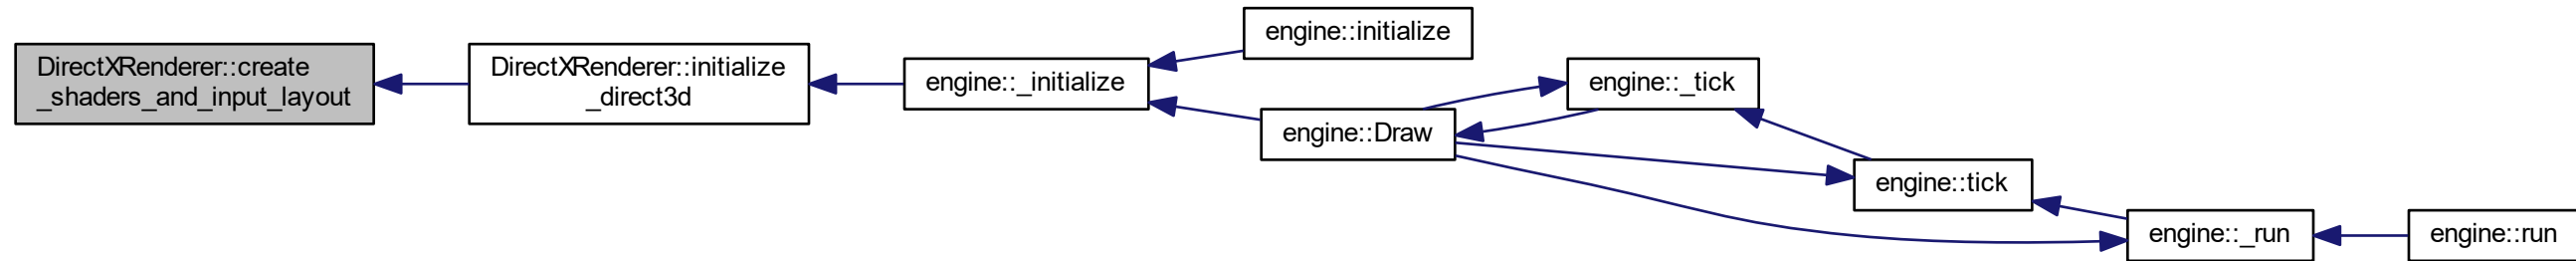 DirectXRenderer::create
_shaders_and_input_layout
DirectXRenderer::initialize
_direct3d
engine::_initialize
engine::initialize
engine::Draw
engine::_tick
engine::tick
engine::_run
engine::run